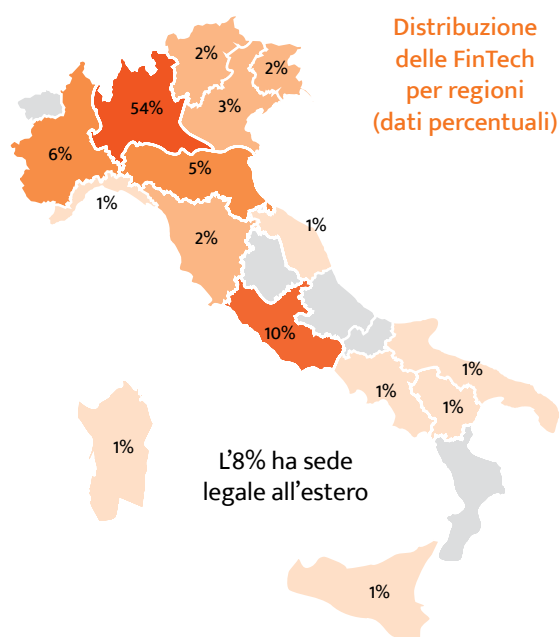 Distribuzione
delle FinTech
per regioni
(dati percentuali)
2%
2%
54%
3%
6%
5%
1%
2%
1%
10%
1%
1%
1%
1%
L'8% ha sede
legale all'estero
1%